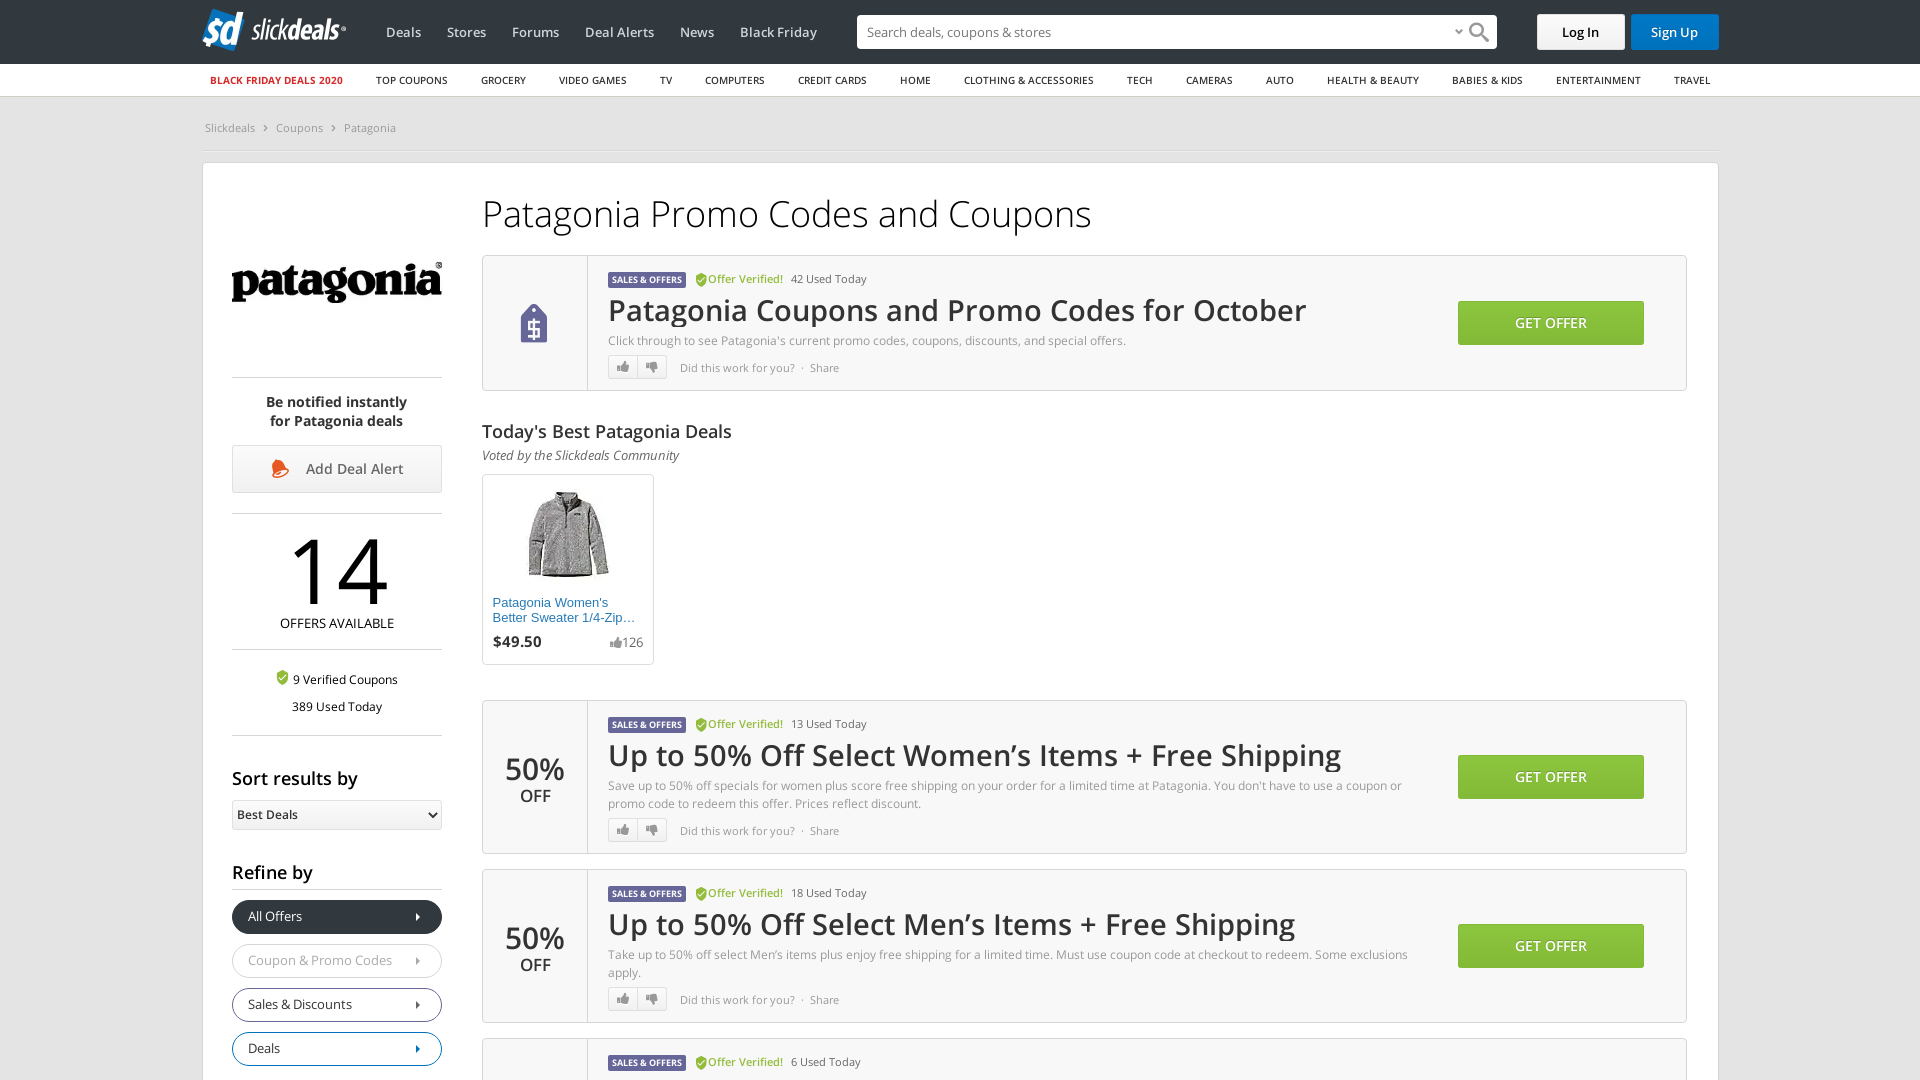 sd slickdeals®
Deals
Stores
Forums
Deal Alerts
News
Black Friday
Search deals, coupons & stores
Log In
Sign Up
BLACK FRIDAY DEALS 2020
TOP COUPONS
GROCERY
VIDEO GAMES
TV
COMPUTERS
CREDIT CARDS
HOME
CLOTHING & ACCESSORIES
TECH
CAMERAS
AUTO
HEALTH & BEAUTY
BABIES & KIDS
ENTERTAINMENT
TRAVEL
Slickdeals > Coupons > Patagonia
patagonia®
Be notified instantly
for Patagonia deals
Add Deal Alert
14
OFFERS AVAILABLE
9 Verified Coupons
389 Used Today
Sort results by
Best Deals
Refine by
All Offers
Coupon & Promo Codes
Sales & Discounts
Deals
Patagonia Promo Codes and Coupons
$
SALES & OFFERS Offer Verified! 42 Used Today
Patagonia Coupons and Promo Codes for October
Click through to see Patagonia's current promo codes, coupons, discounts, and special offers.
Did this work for you? · Share
GET OFFER
Today's Best Patagonia Deals
Voted by the Slickdeals Community
Patagonia Women's
Better Sweater 1/4-Zip…
$49.50 126
50%
OFF
SALES & OFFERS Offer Verified! 13 Used Today
Up to 50% Off Select Women’s Items + Free Shipping
Save up to 50% off specials for women plus score free shipping on your order for a limited time at Patagonia. You don't have to use a coupon or
promo code to redeem this offer. Prices reflect discount.
Did this work for you? · Share
GET OFFER
50%
OFF
SALES & OFFERS Offer Verified! 18 Used Today
Up to 50% Off Select Men’s Items + Free Shipping
Take up to 50% off select Men’s items plus enjoy free shipping for a limited time. Must use coupon code at checkout to redeem. Some exclusions
apply.
Did this work for you? · Share
GET OFFER
SALES & OFFERS Offer Verified! 6 Used Today